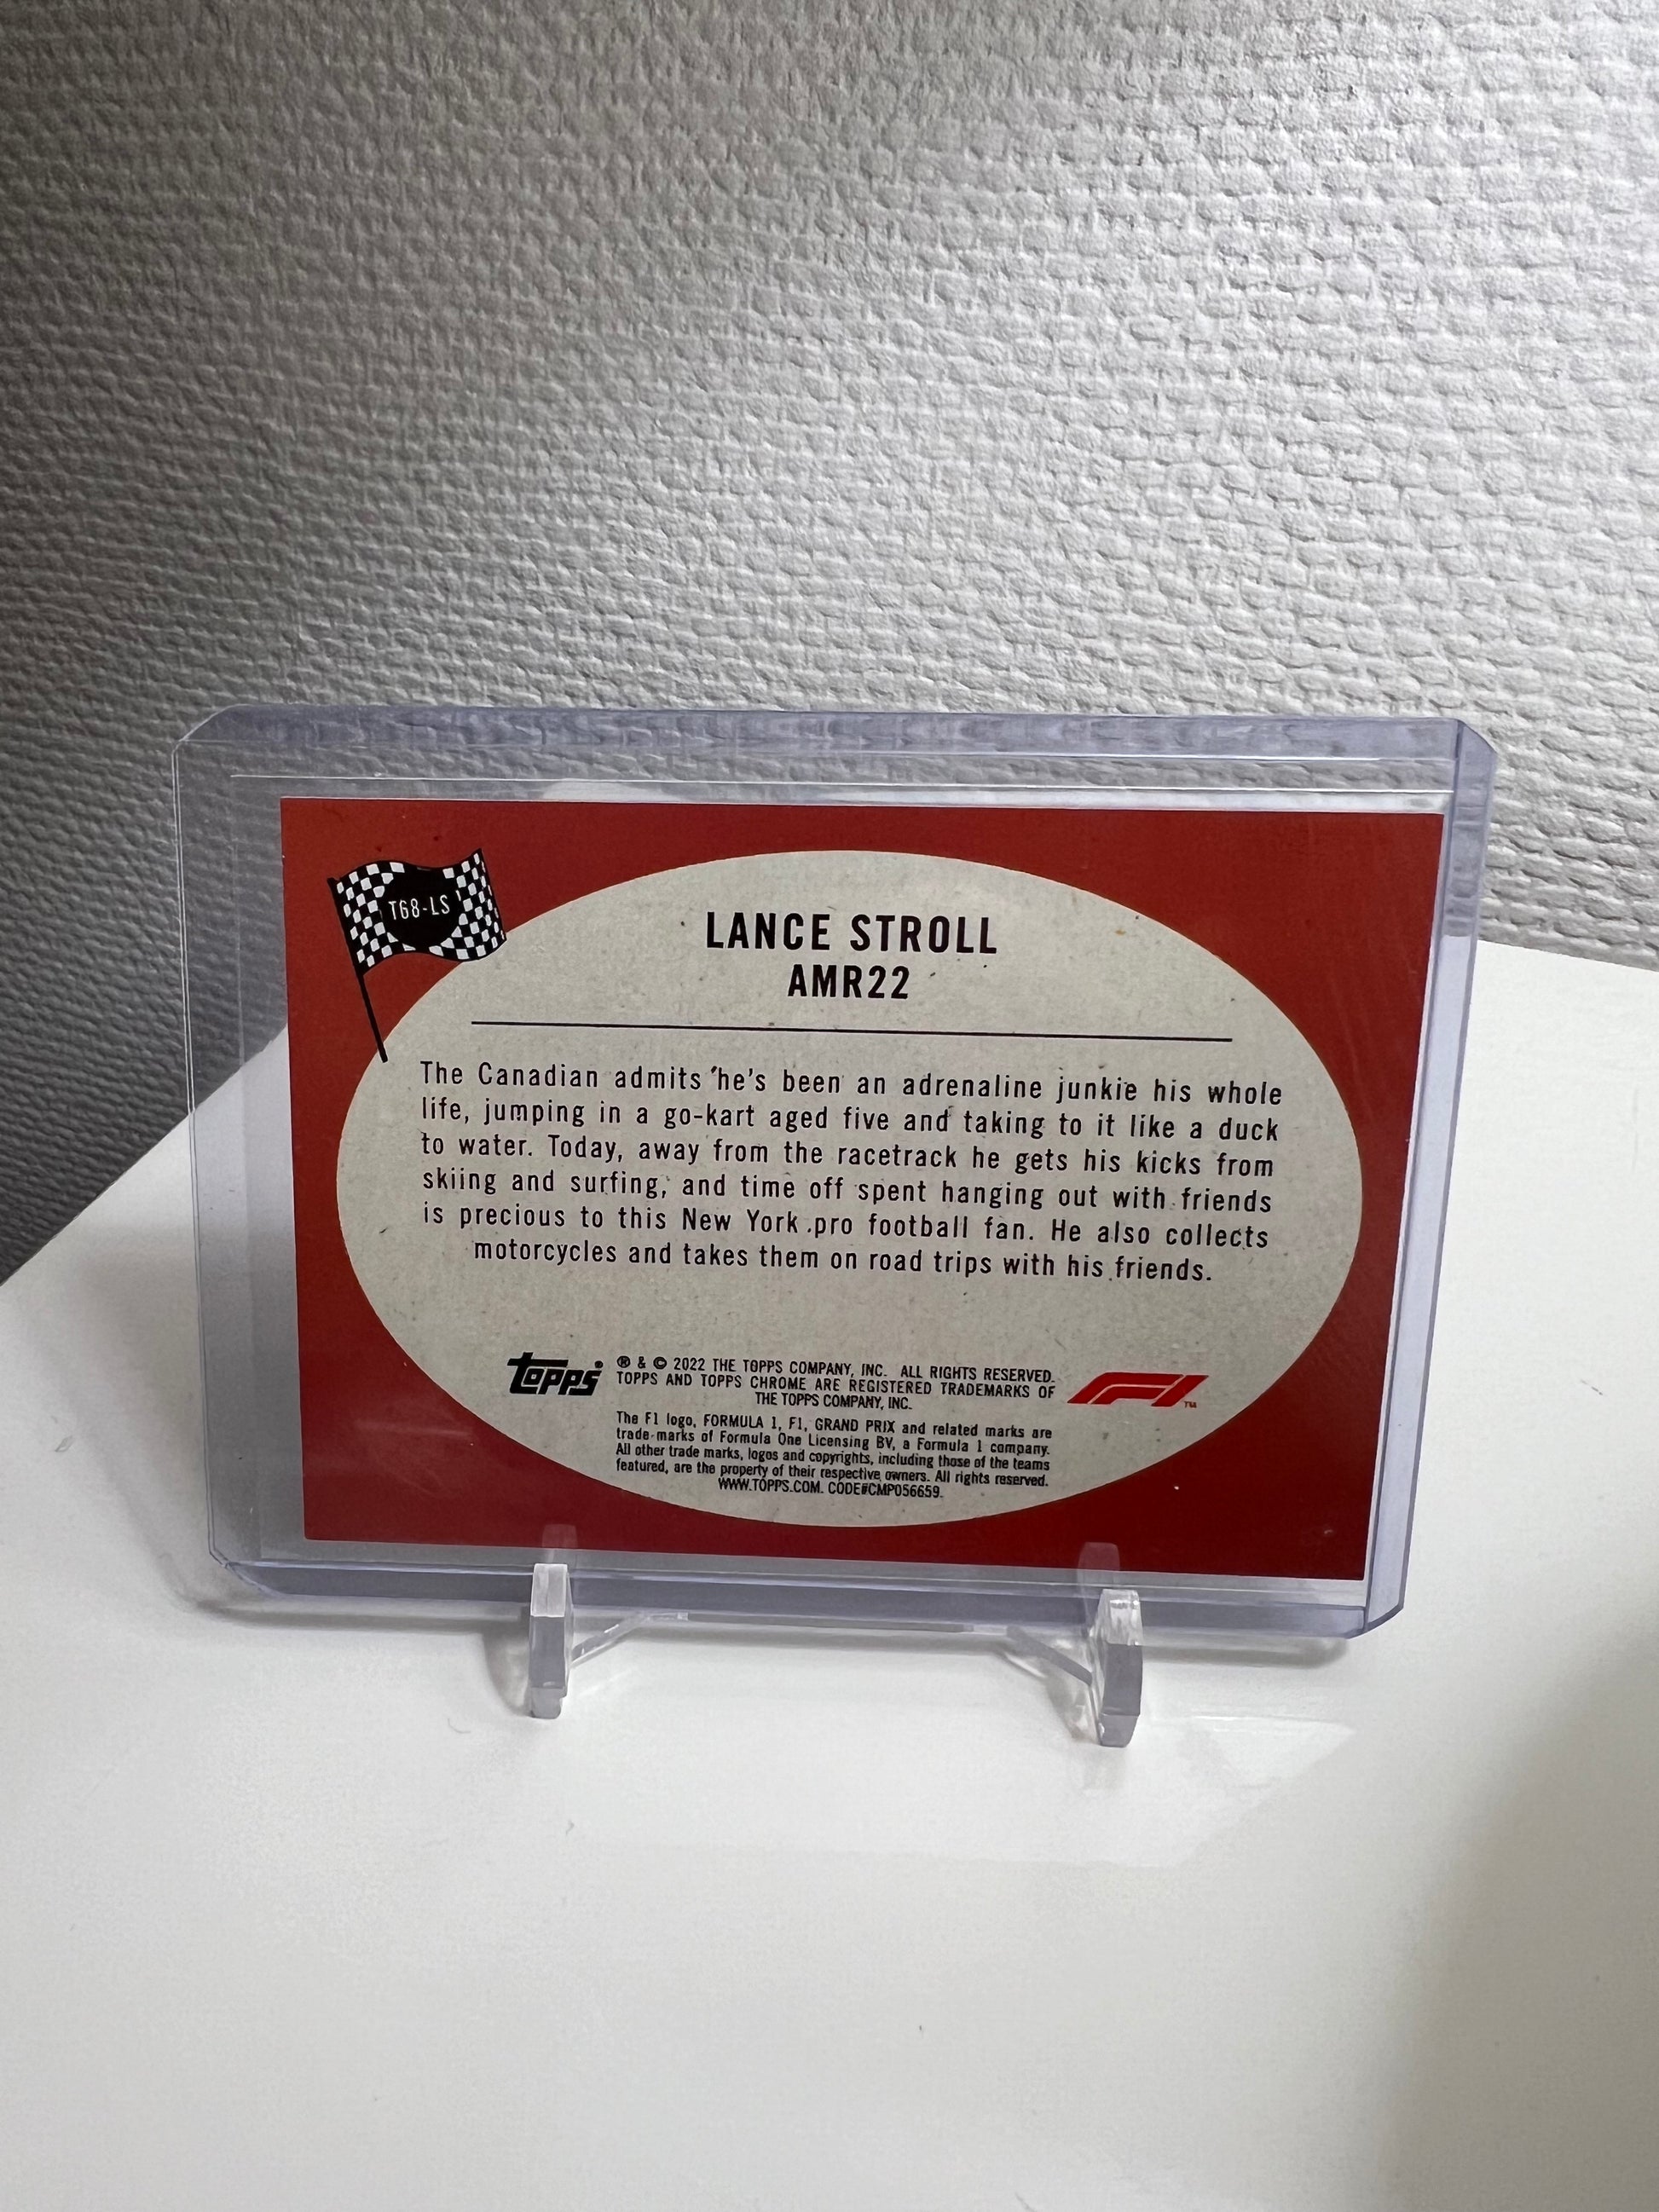 T68-LS
LANCE STROLL
AMR22
The Canadian admits he's been an adrenaline junkie his whole
life, jumping in a go-kart aged five and taking to it like a duck
to water. Today, away from the racetrack he gets his kicks from
skiing and surfing, and time off spent hanging out with friends
is precious to this New York pro football fan. He also collects
motorcycles and takes them on road trips with his friends.
topps®
® & © 2022 THE TOPPS COMPANY, INC. ALL RIGHTS RESERVED.
TOPPS AND TOPPS CHROME ARE REGISTERED TRADEMARKS OF
THE TOPPS COMPANY, INC.
F1™
The F1 logo, FORMULA 1, F1, GRAND PRIX and related marks are
trade marks of Formula One Licensing BV, a Formula 1 company.
All other trade marks, logos and copyrights, including those of the teams
featured, are the property of their respective owners. All rights reserved.
WWW.TOPPS.COM. CODE#CMP056659.